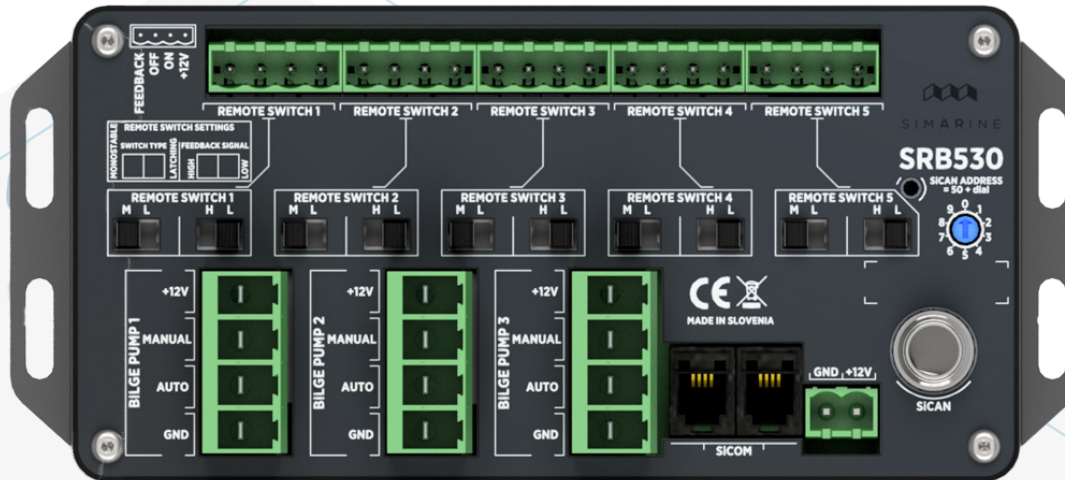 FEEDBACK
OFF
ON
+12V
REMOTE SWITCH 1
REMOTE SWITCH 2
REMOTE SWITCH 3
REMOTE SWITCH 4
REMOTE SWITCH 5
SIMARINE
SRB530
REMOTE SWITCH SETTINGS
MONOSTABLE
SWITCH TYPE
LATCHING
FEEDBACK SIGNAL
HIGH
LOW
SICAN ADDRESS
= 50 + dial
REMOTE SWITCH 1
M L H L
REMOTE SWITCH 2
M L H L
REMOTE SWITCH 3
M L H L
REMOTE SWITCH 4
M L H L
REMOTE SWITCH 5
M L H L
0 1 2 3 4 5 6 7 8 9
BILGE PUMP 1
+12V
MANUAL
AUTO
GND
BILGE PUMP 2
+12V
MANUAL
AUTO
GND
BILGE PUMP 3
+12V
MANUAL
AUTO
GND
CE
MADE IN SLOVENIA
SiCOM
GND +12V
SiCAN